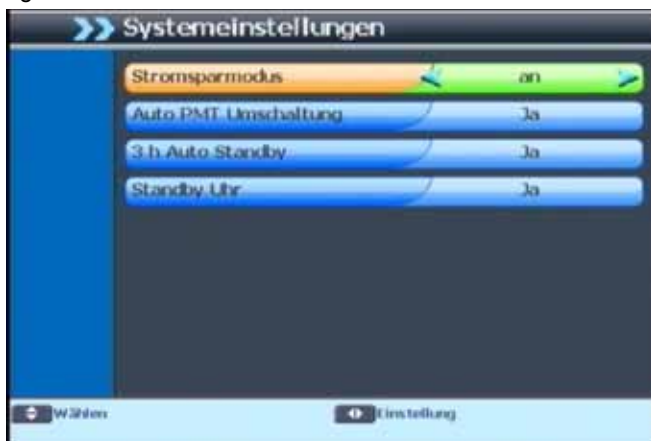 Systemeinstellungen
Stromsparmodus an
Auto PMT Umschaltung Ja
3 h Auto Standby Ja
Standby Uhr Ja
Wählen Einstellung